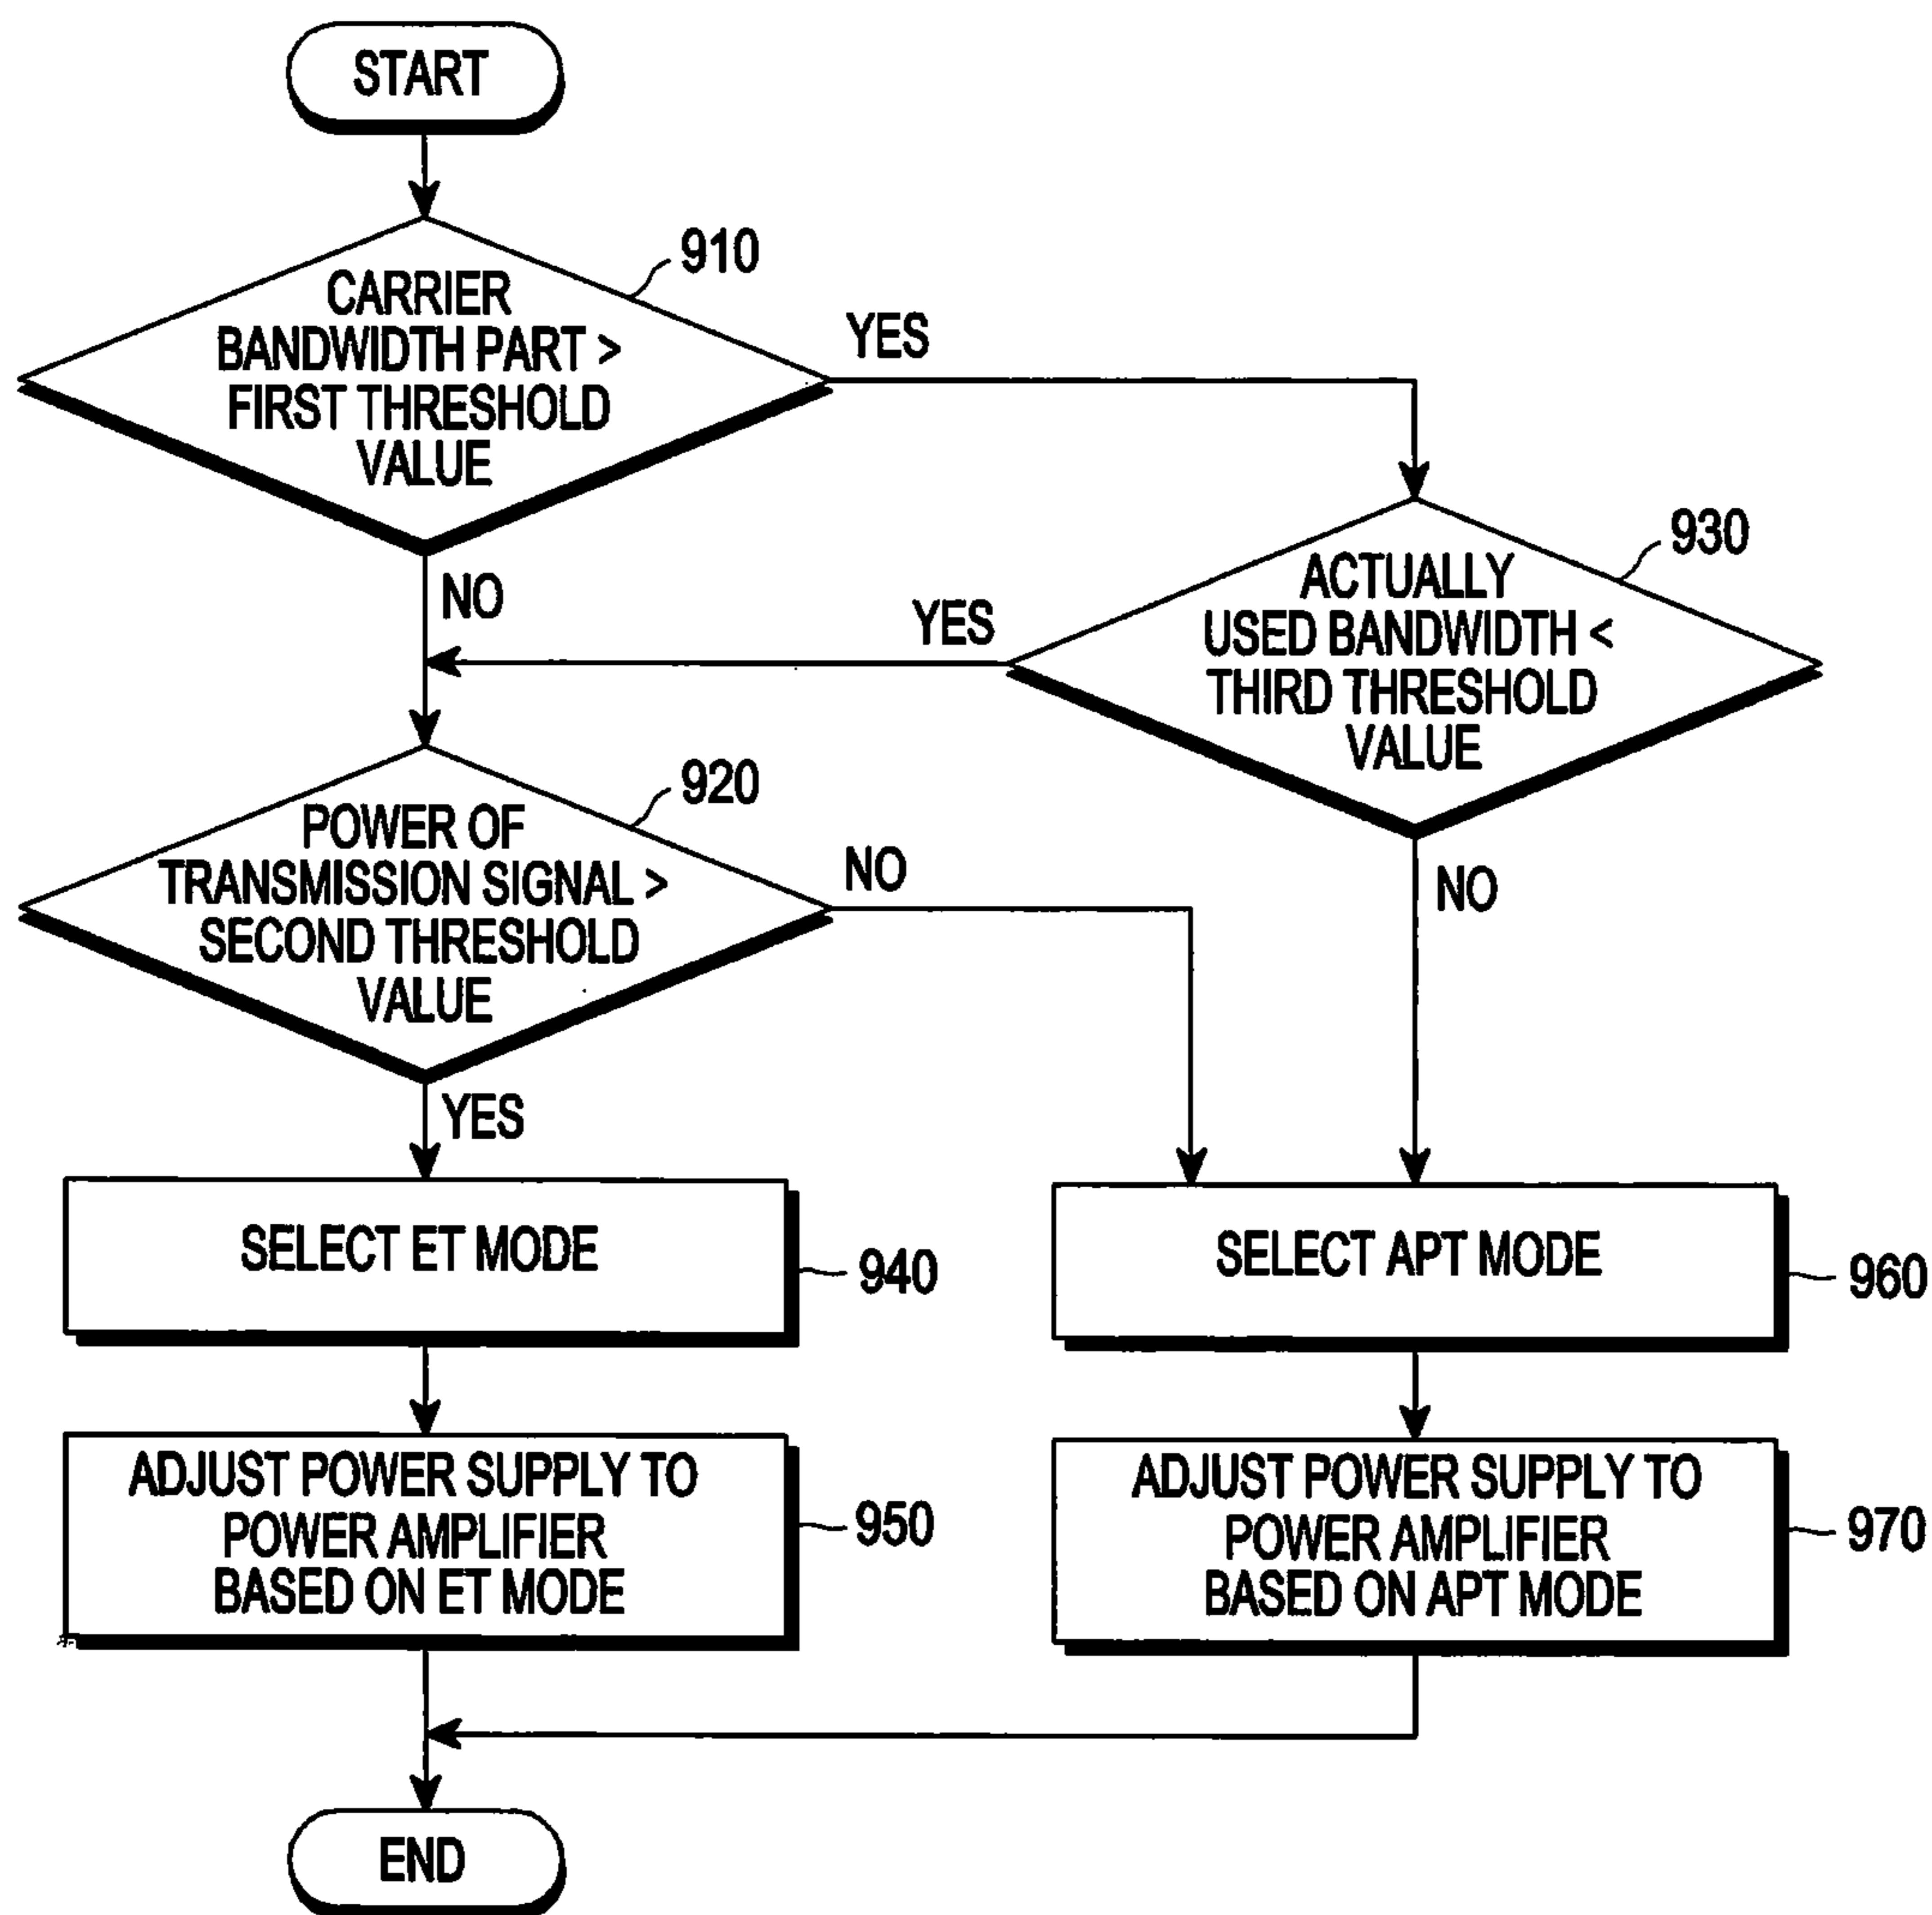 START
910
CARRIER
BANDWIDTH PART >
FIRST THRESHOLD
VALUE
YES
NO
930
ACTUALLY
USED BANDWIDTH <
THIRD THRESHOLD
VALUE
YES
NO
920
POWER OF
TRANSMISSION SIGNAL >
SECOND THRESHOLD
VALUE
NO
YES
SELECT ET MODE
940
SELECT APT MODE
960
ADJUST POWER SUPPLY TO
POWER AMPLIFIER
BASED ON ET MODE
950
ADJUST POWER SUPPLY TO
POWER AMPLIFIER
BASED ON APT MODE
970
END